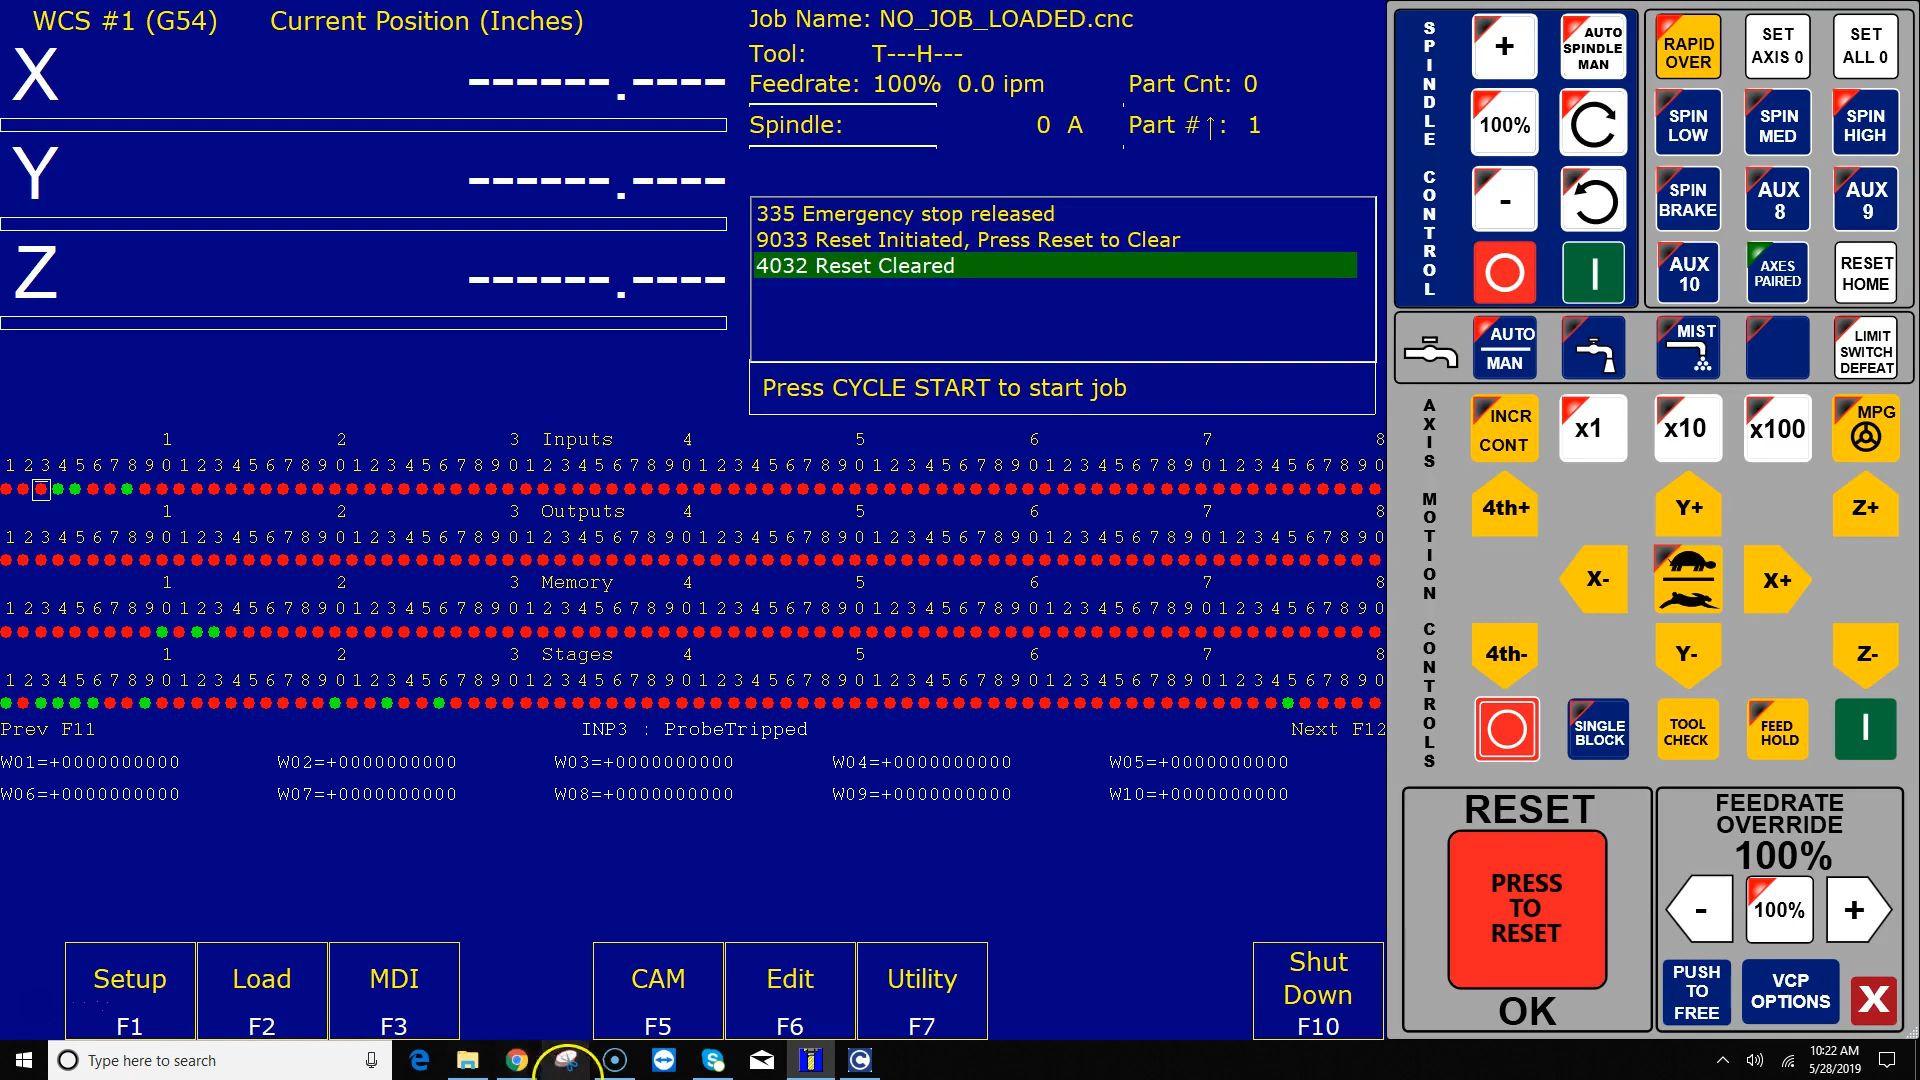 WCS #1 (G54) Current Position (Inches)
X ------.----
Y ------.----
Z ------.----
Job Name: NO_JOB_LOADED.cnc
Tool: T---H---
Feedrate: 100% 0.0 ipm Part Cnt: 0
Spindle: 0 A Part #↑: 1
335 Emergency stop released
9033 Reset Initiated, Press Reset to Clear
4032 Reset Cleared
Press CYCLE START to start job
1 2 3 Inputs 4 5 6 7 8
1 2 3 4 5 6 7 8 9 0 1 2 3 4 5 6 7 8 9 0 1 2 3 4 5 6 7 8 9 0 1 2 3 4 5 6 7 8 9 0 1 2 3 4 5 6 7 8 9 0 1 2 3 4 5 6 7 8 9 0 1 2 3 4 5 6 7 8 9 0 1 2 3 4 5 6 7 8 9 0
1 2 3 Outputs 4 5 6 7 8
1 2 3 4 5 6 7 8 9 0 1 2 3 4 5 6 7 8 9 0 1 2 3 4 5 6 7 8 9 0 1 2 3 4 5 6 7 8 9 0 1 2 3 4 5 6 7 8 9 0 1 2 3 4 5 6 7 8 9 0 1 2 3 4 5 6 7 8 9 0 1 2 3 4 5 6 7 8 9 0
1 2 3 Memory 4 5 6 7 8
1 2 3 4 5 6 7 8 9 0 1 2 3 4 5 6 7 8 9 0 1 2 3 4 5 6 7 8 9 0 1 2 3 4 5 6 7 8 9 0 1 2 3 4 5 6 7 8 9 0 1 2 3 4 5 6 7 8 9 0 1 2 3 4 5 6 7 8 9 0 1 2 3 4 5 6 7 8 9 0
1 2 3 Stages 4 5 6 7 8
1 2 3 4 5 6 7 8 9 0 1 2 3 4 5 6 7 8 9 0 1 2 3 4 5 6 7 8 9 0 1 2 3 4 5 6 7 8 9 0 1 2 3 4 5 6 7 8 9 0 1 2 3 4 5 6 7 8 9 0 1 2 3 4 5 6 7 8 9 0 1 2 3 4 5 6 7 8 9 0
Prev F11 INP3 : ProbeTripped Next F12
W01=+0000000000 W02=+0000000000 W03=+0000000000 W04=+0000000000 W05=+0000000000
W06=+0000000000 W07=+0000000000 W08=+0000000000 W09=+0000000000 W10=+0000000000
Setup F1
Load F2
MDI F3
CAM F5
Edit F6
Utility F7
Shut
Down
F10
SPINDLE CONTROL
+
AUTO
SPINDLE
MAN
100%
-
RAPID
OVER
SET
AXIS 0
SET
ALL 0
SPIN
LOW
SPIN
MED
SPIN
HIGH
SPIN
BRAKE
AUX
8
AUX
9
AUX
10
AXES
PAIRED
RESET
HOME
AUTO
MAN
MIST
LIMIT
SWITCH
DEFEAT
AXIS MOTION CONTROLS
INCR
CONT
x1
x10
x100
MPG
4th+
Y+
Z+
X-
X+
4th-
Y-
Z-
SINGLE
BLOCK
TOOL
CHECK
FEED
HOLD
RESET
PRESS
TO
RESET
OK
FEEDRATE
OVERRIDE
100%
-
100%
+
PUSH
TO
FREE
VCP
OPTIONS
X
Type here to search
10:22 AM
5/28/2019